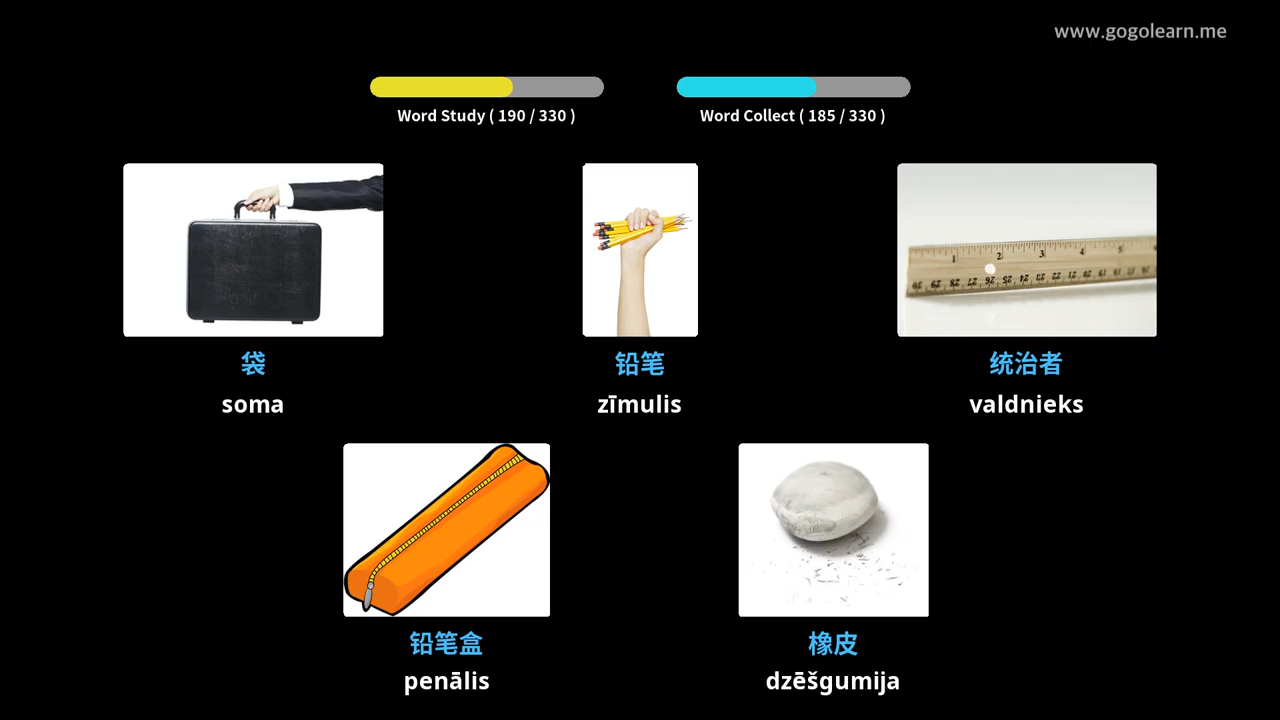 www.gogolearn.me
Word Study ( 190 / 330 )
Word Collect ( 185 / 330 )
袋
soma
铅笔
zīmulis
统治者
valdnieks
铅笔盒
penālis
橡皮
dzēšgumija